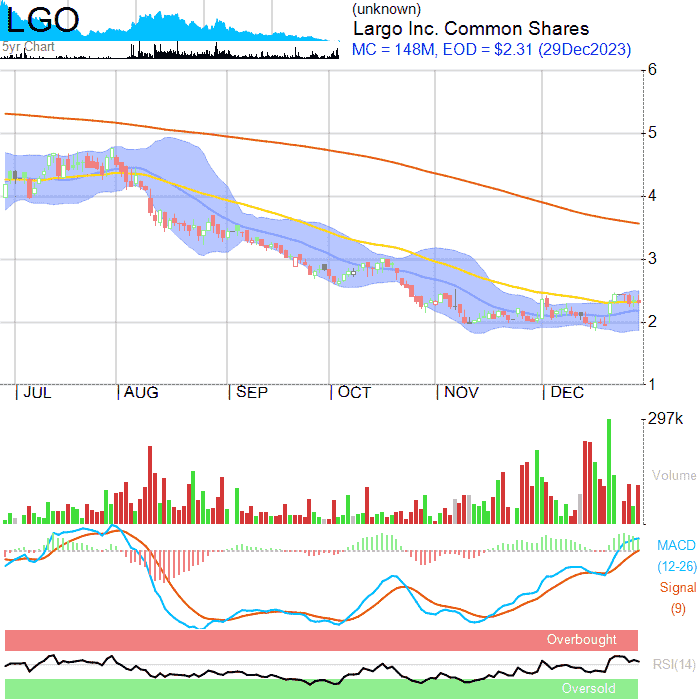 LGO
5yr Chart
(unknown)
Largo Inc. Common Shares
MC = 148M, EOD = $2.31 (29Dec2023)
6
5
4
3
2
1
JUL AUG SEP OCT NOV DEC
297k
Volume
MACD
(12-26)
Signal
(9)
Overbought
RSI(14)
Oversold